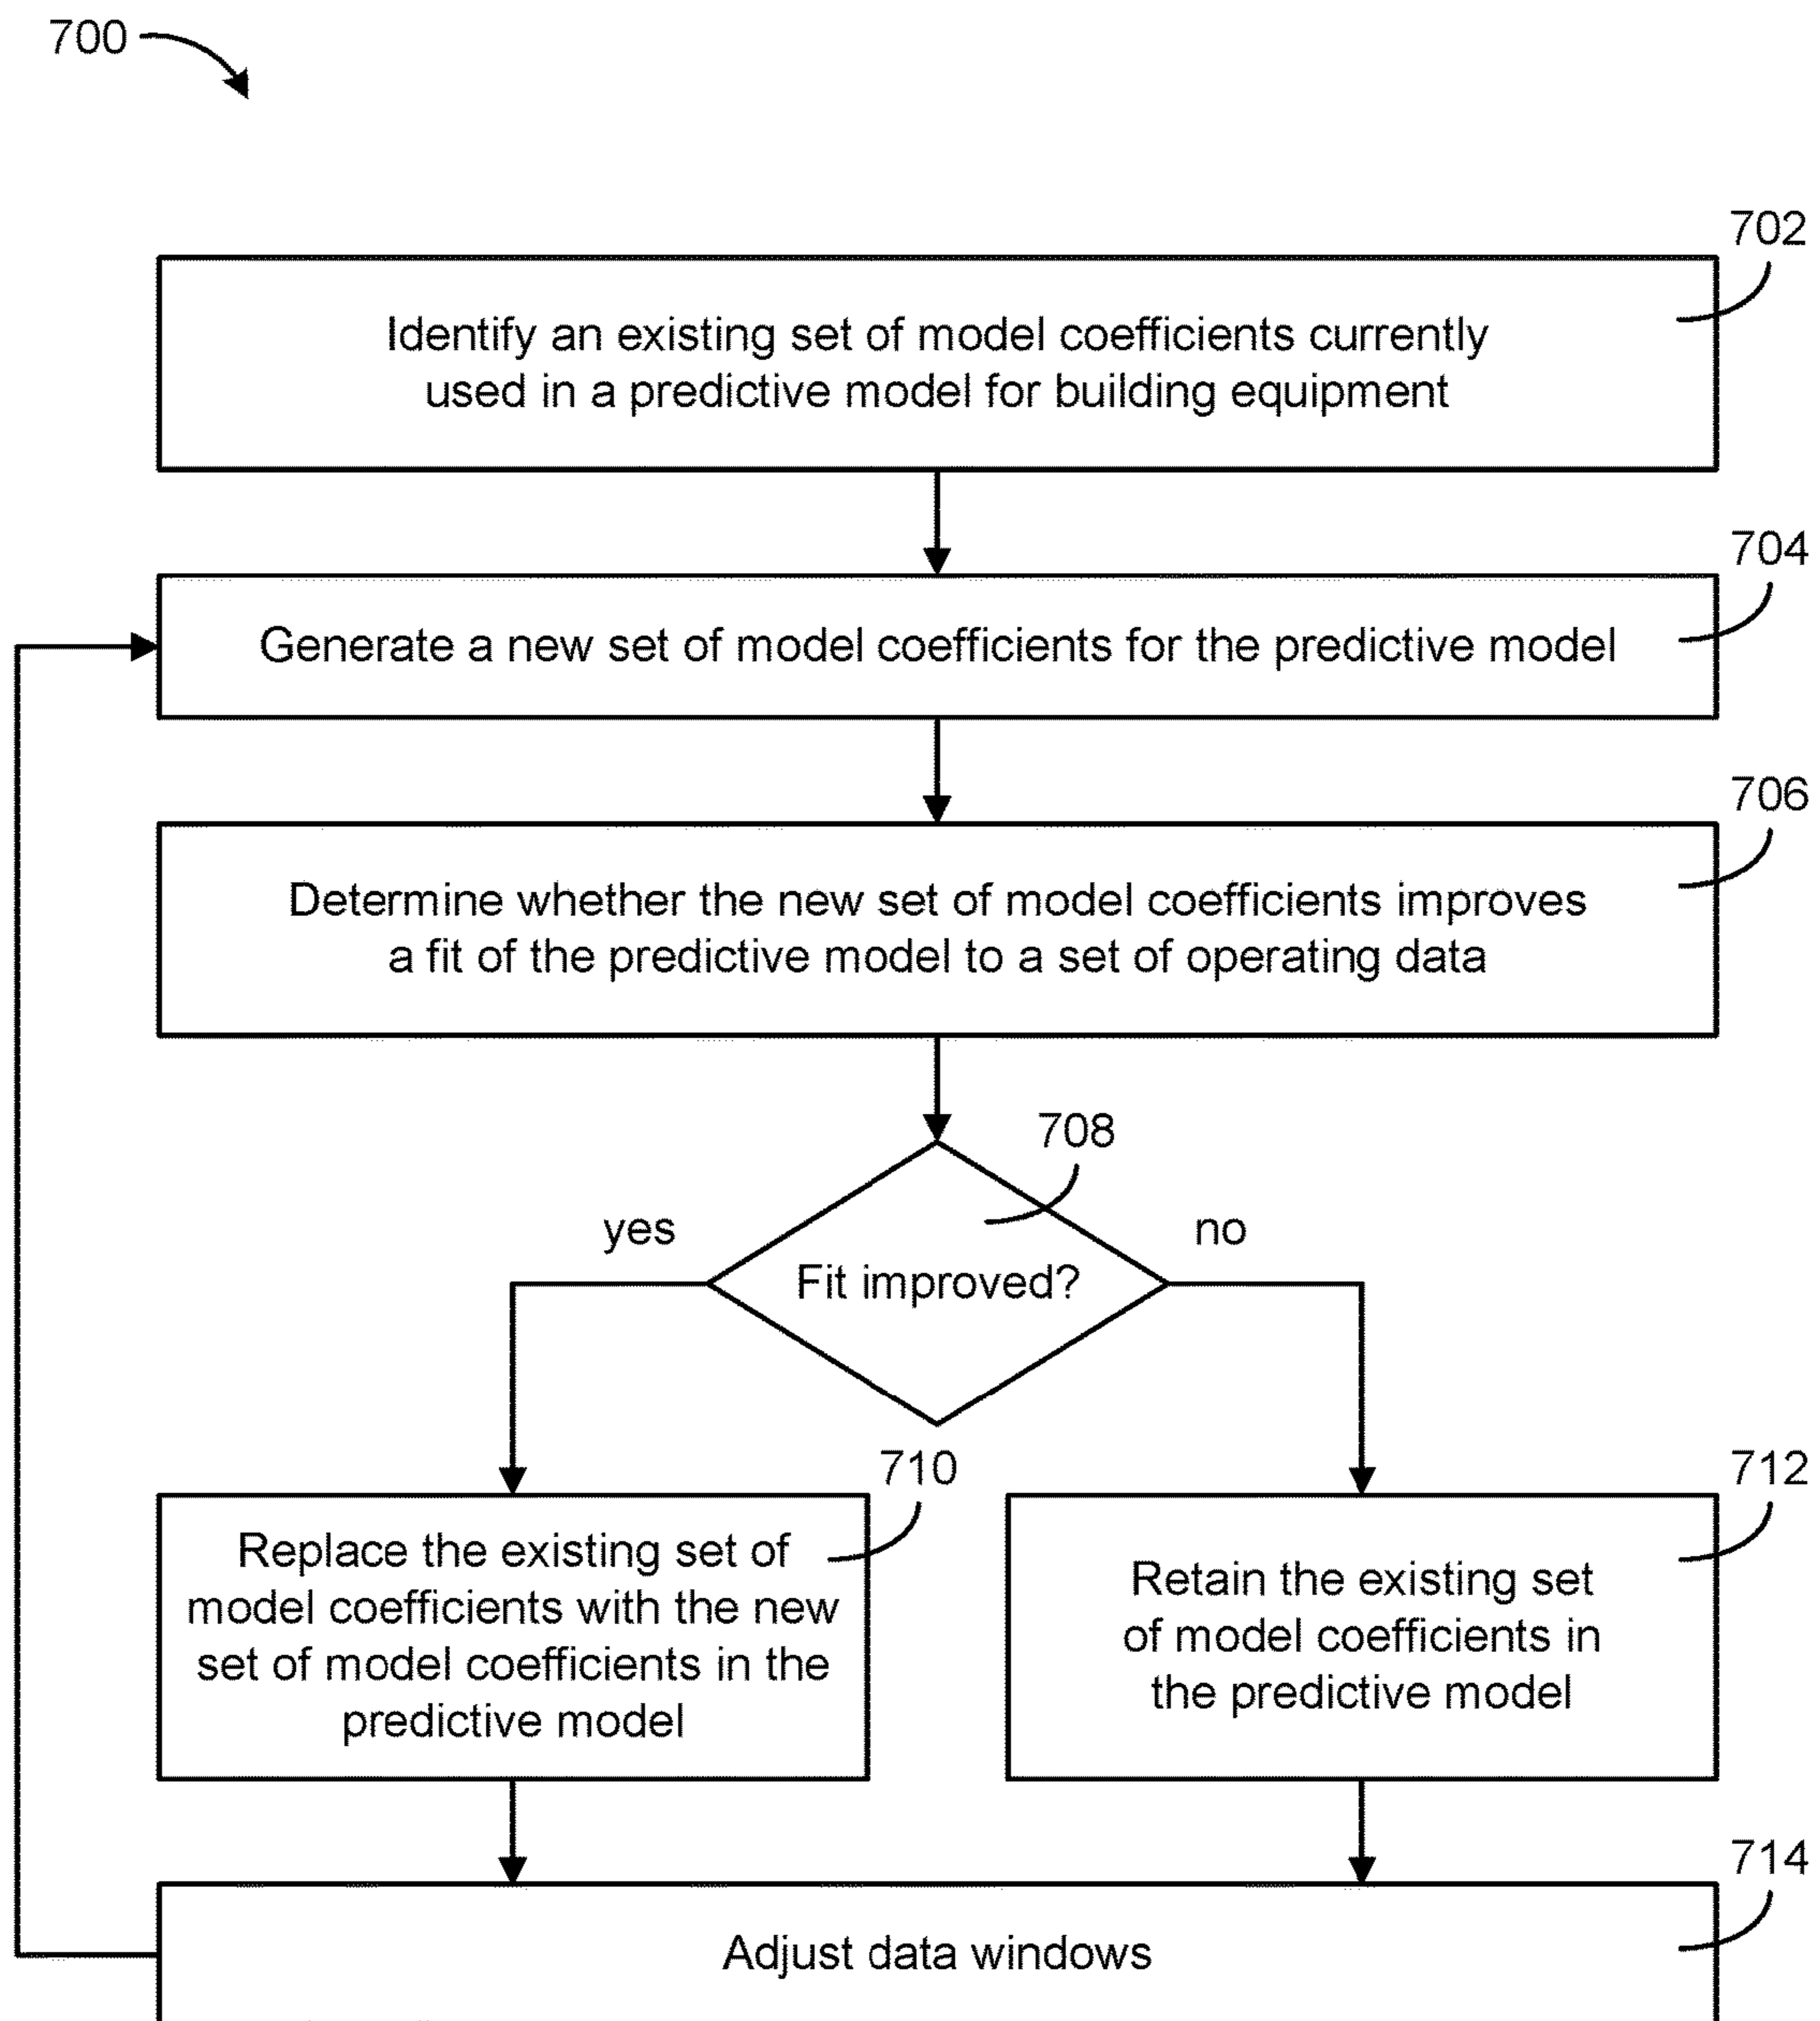 700
702
Identify an existing set of model coefficients currently
used in a predictive model for building equipment
704
Generate a new set of model coefficients for the predictive model
706
Determine whether the new set of model coefficients improves
a fit of the predictive model to a set of operating data
708
yes
no
Fit improved?
710
Replace the existing set of
model coefficients with the new
set of model coefficients in the
predictive model
712
Retain the existing set
of model coefficients in
the predictive model
714
Adjust data windows